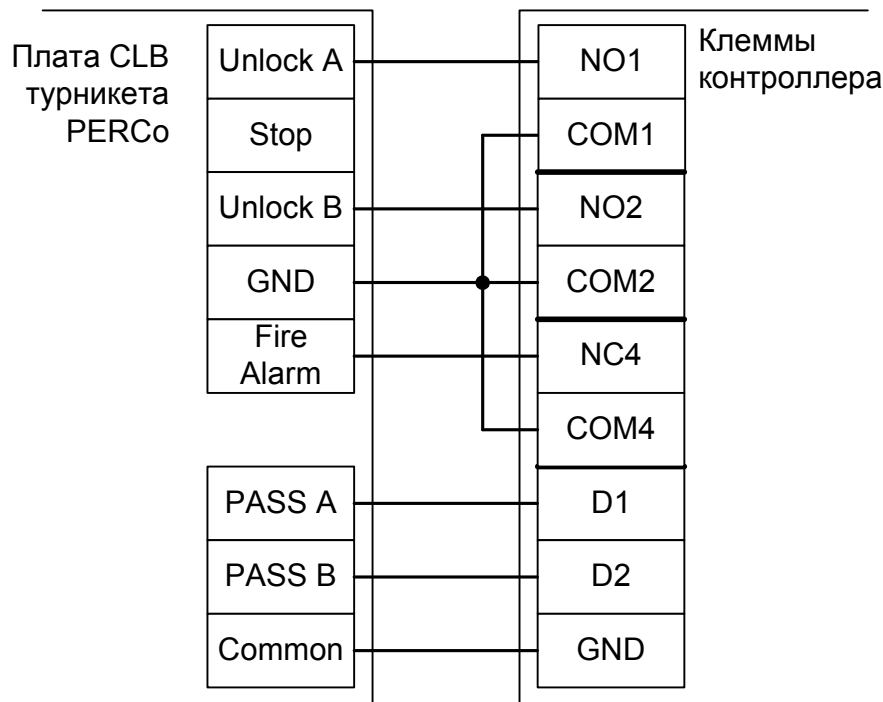 Плата CLB
турникета
PERCo
Unlock A
Stop
Unlock B
GND
Fire
Alarm
PASS A
PASS B
Common
NO1
COM1
NO2
COM2
NC4
COM4
D1
D2
GND
Клеммы
контроллера